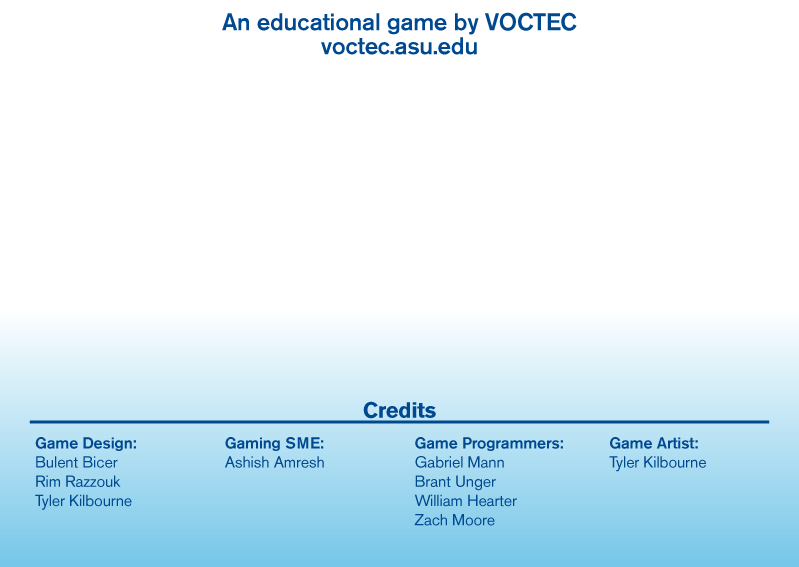 An educational game by VOCTEC
voctec.asu.edu
Credits
Game Design:
Bulent Bicer
Rim Razzouk
Tyler Kilbourne
Gaming SME:
Ashish Amresh
Game Programmers:
Gabriel Mann
Brant Unger
William Hearter
Zach Moore
Game Artist:
Tyler Kilbourne